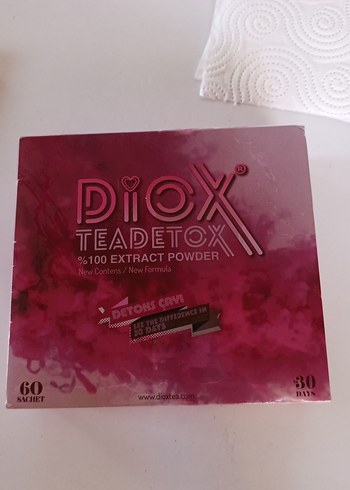 DiOX®
TEADETOX
%100 EXTRACT POWDER
New Contens / New Formula
DETOKS ÇAYI
SEE THE DIFFERENCE IN
30 DAYS
60
SACHET
www.dioxtea.com
30
DAYS